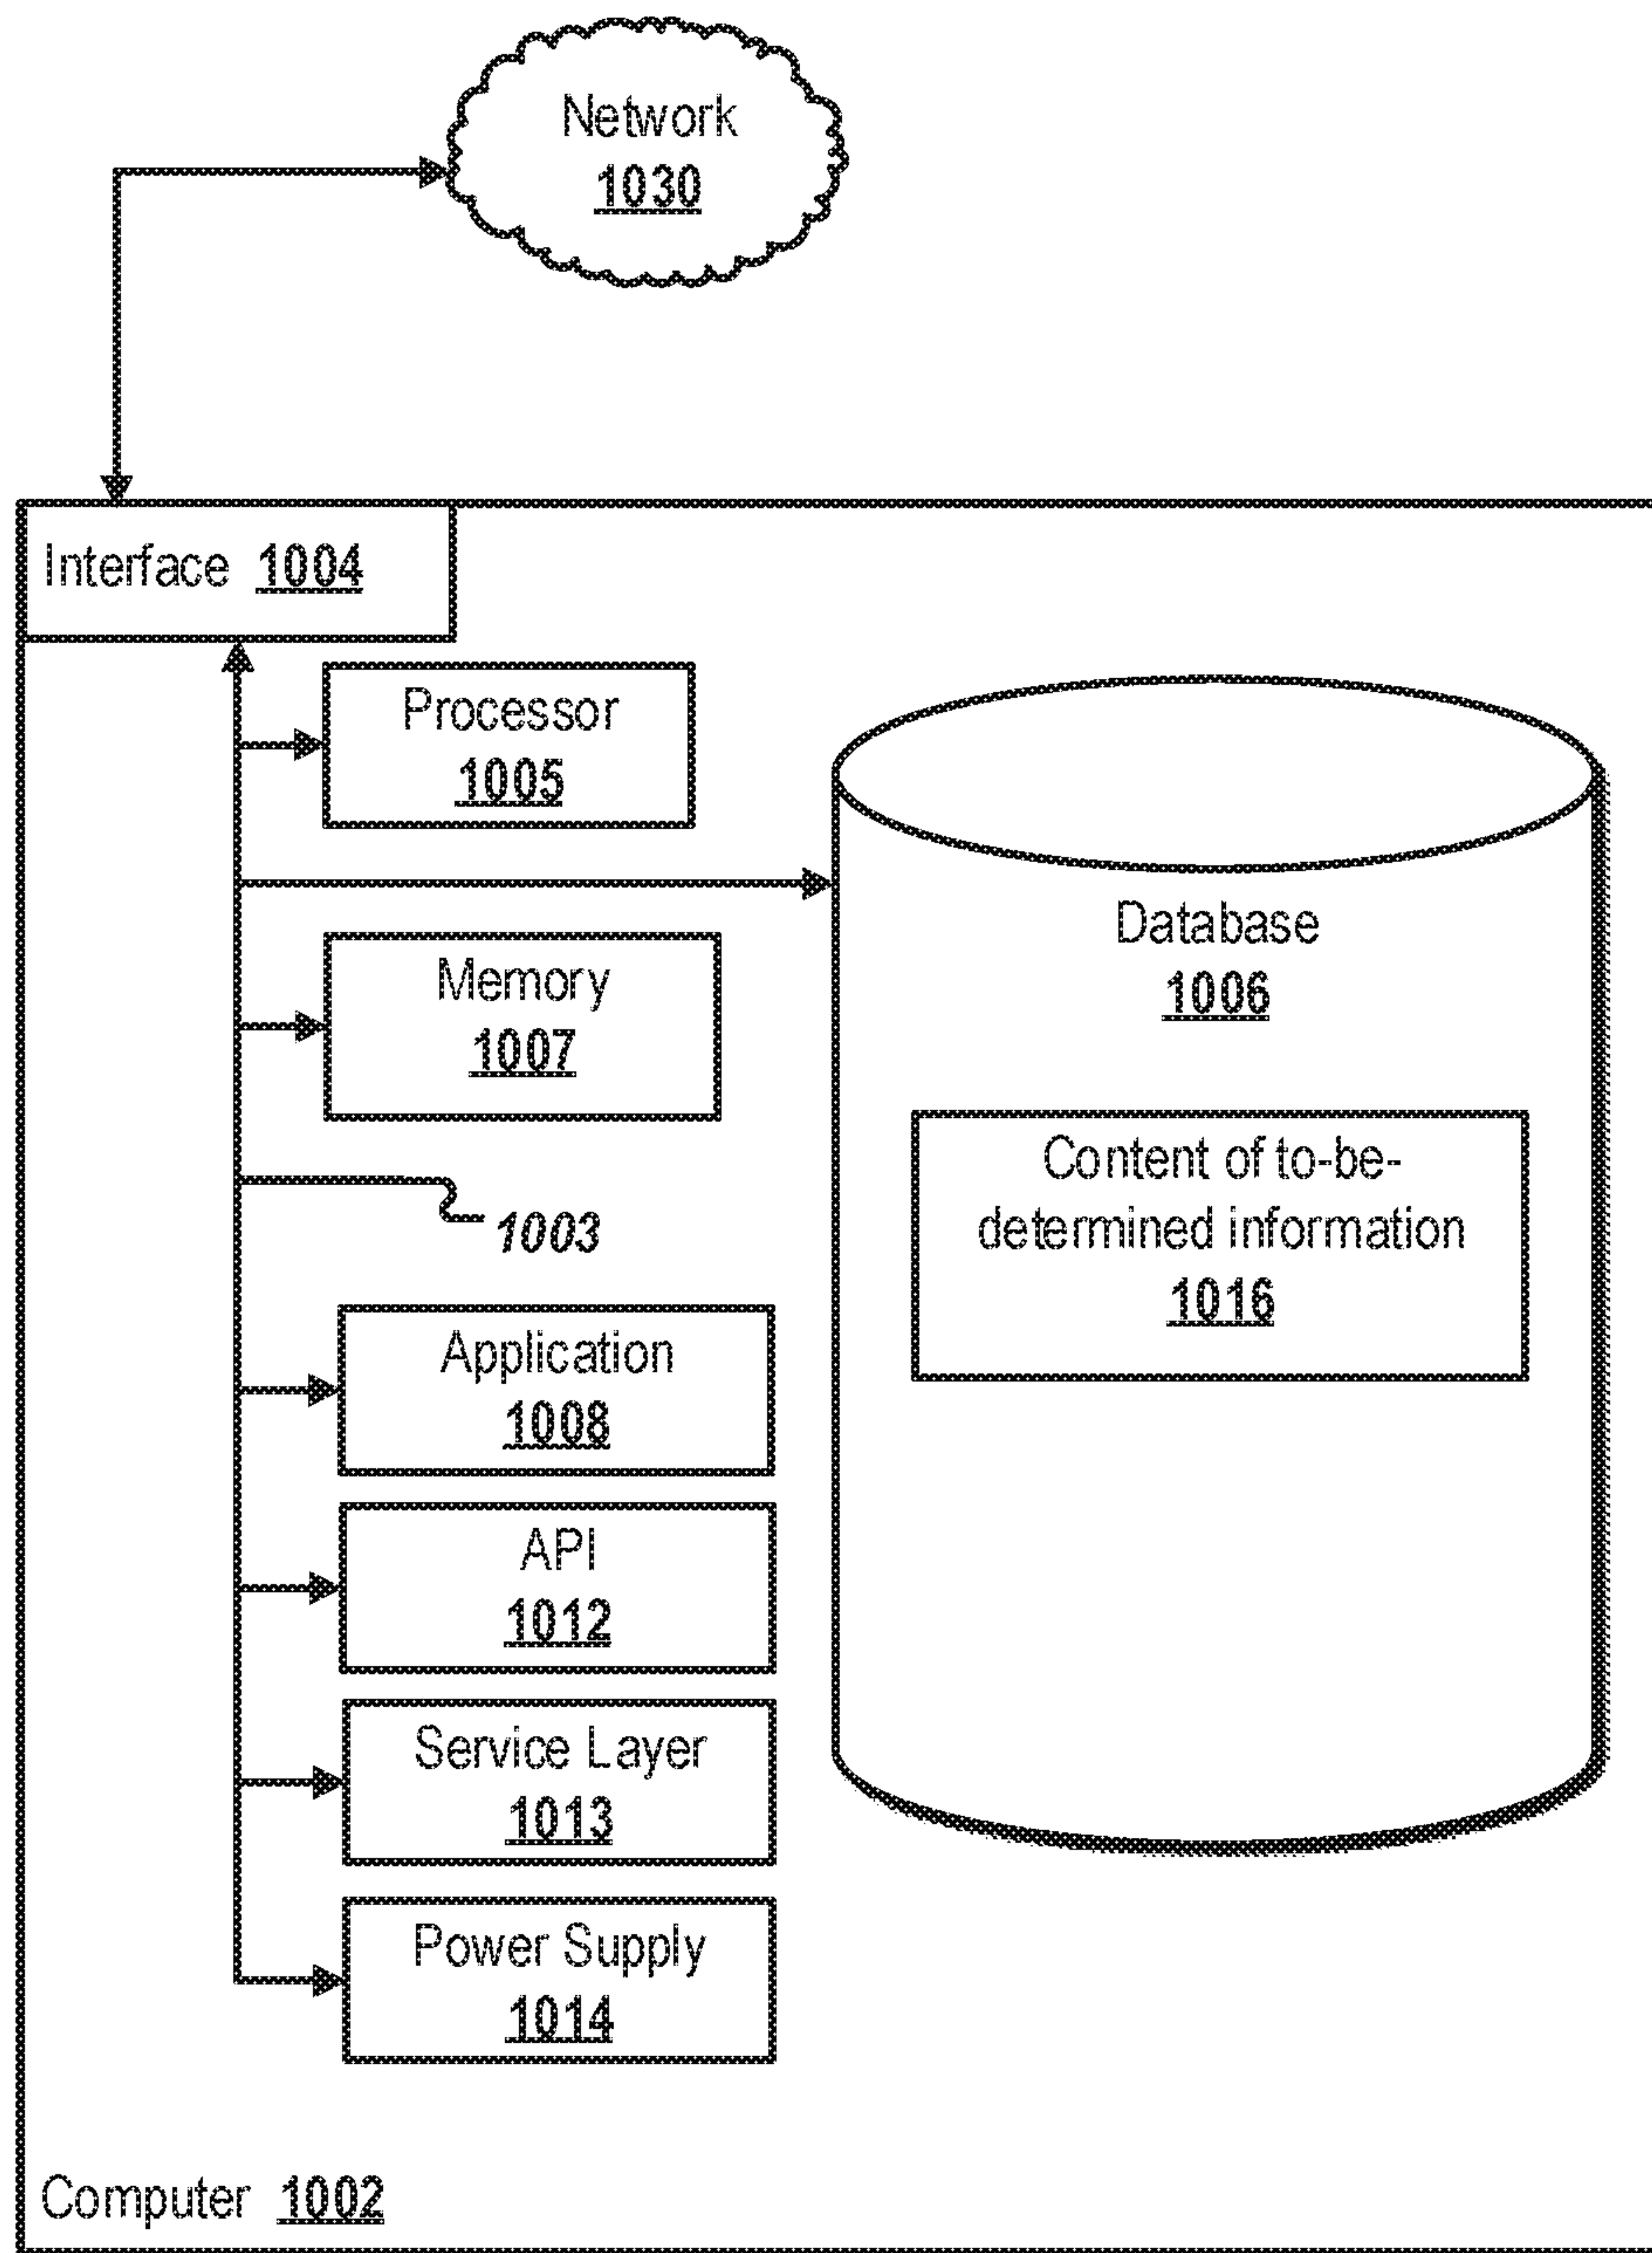 Network
1030
Interface 1004
Processor
1005
Database
1006
Memory
1007
Content of to-be-
determined information
1016
1003
Application
1008
API
1012
Service Layer
1013
Power Supply
1014
Computer 1002